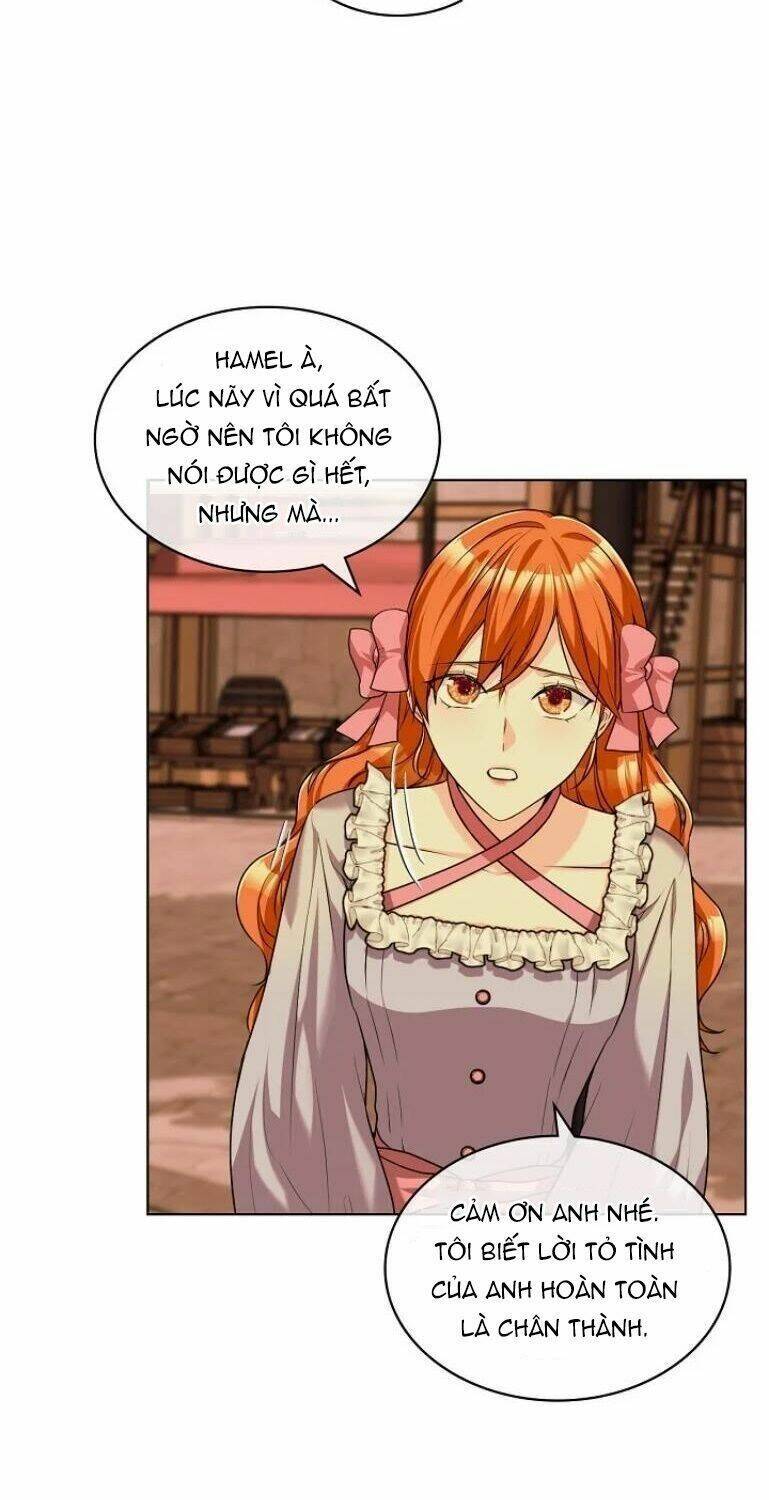 HAMEL À,
LÚC NÃY VÌ QUÁ BẤT
NGỜ NÊN TÔI KHÔNG
NÓI ĐƯỢC GÌ HẾT,
NHƯNG MÀ...
CẢM ƠN ANH NHÉ.
TÔI BIẾT LỜI TỎ TÌNH
CỦA ANH HOÀN TOÀN
LÀ CHÂN THÀNH.